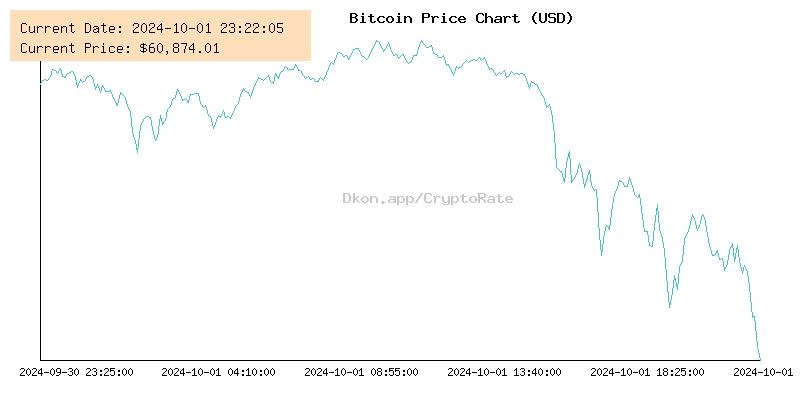 Bitcoin Price Chart (USD)
Current Date: 2024-10-01 23:22:05
Current Price: $60,874.01
Dkon.app/CryptoRate
2024-09-30 23:25:00
2024-10-01 04:10:00
2024-10-01 08:55:00
2024-10-01 13:40:00
2024-10-01 18:25:00
2024-10-01